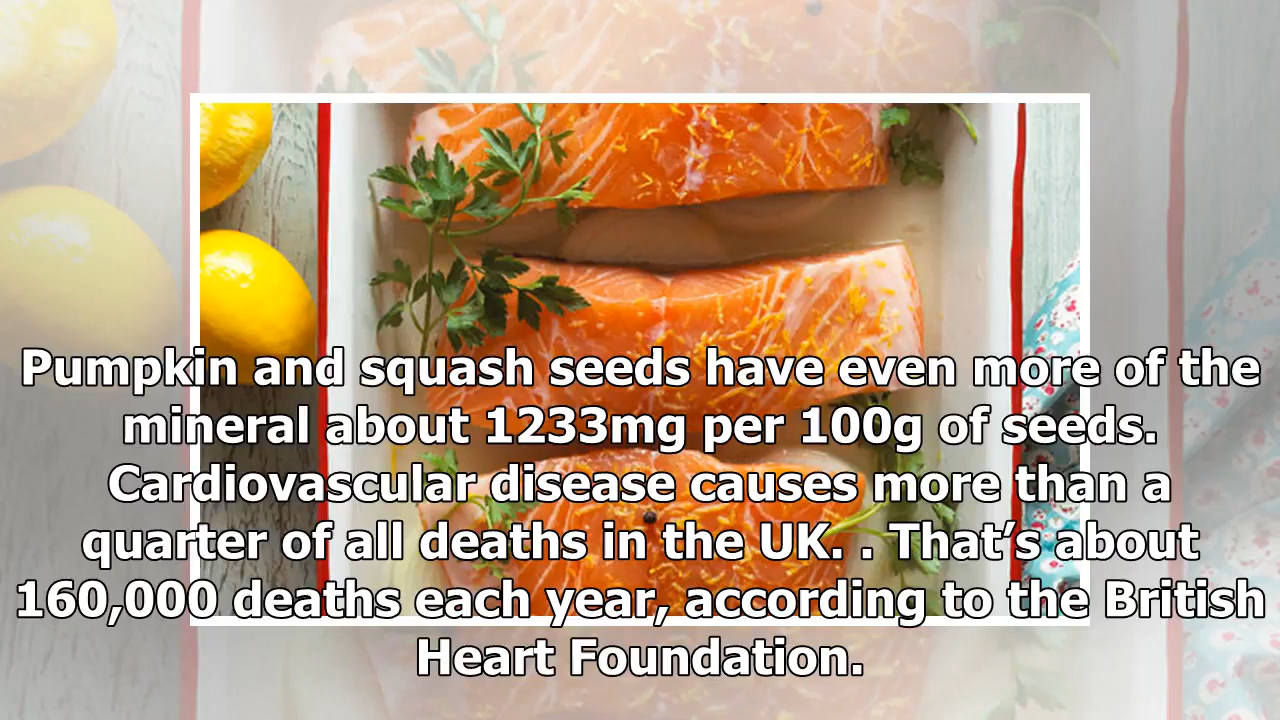 Pumpkin and squash seeds have even more of the
mineral about 1233mg per 100g of seeds.
Cardiovascular disease causes more than a
quarter of all deaths in the UK. . That’s about
160,000 deaths each year, according to the British
Heart Foundation.